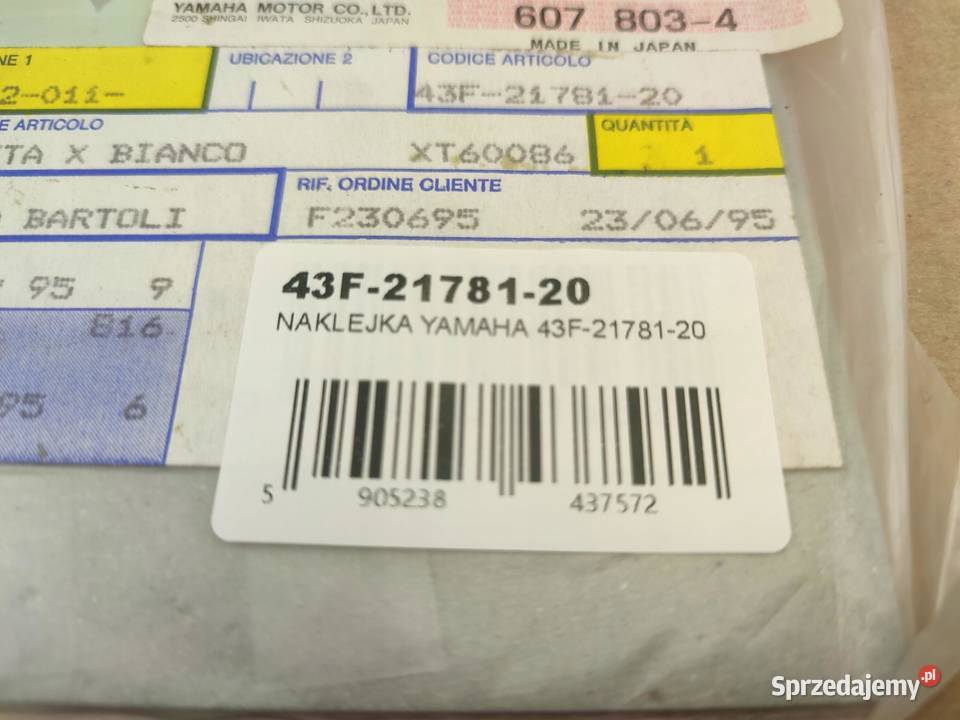 YAMAHA MOTOR CO., LTD.
2500 SHINGAI IWATA SHIZUOKA JAPAN
607 803-4
MADE IN JAPAN
NE 1
2-011-
UBICAZIONE 2
CODICE ARTICOLO
43F-21781-20
E ARTICOLO
TTA X BIANCO
XT60086
QUANTITÀ
1
RIF. ORDINE CLIENTE
BARTOLI
F230695
23/06/95
95 9
816
95 6
43F-21781-20
NAKLEJKA YAMAHA 43F-21781-20
5 905238 437572
Sprzedajemy.pl